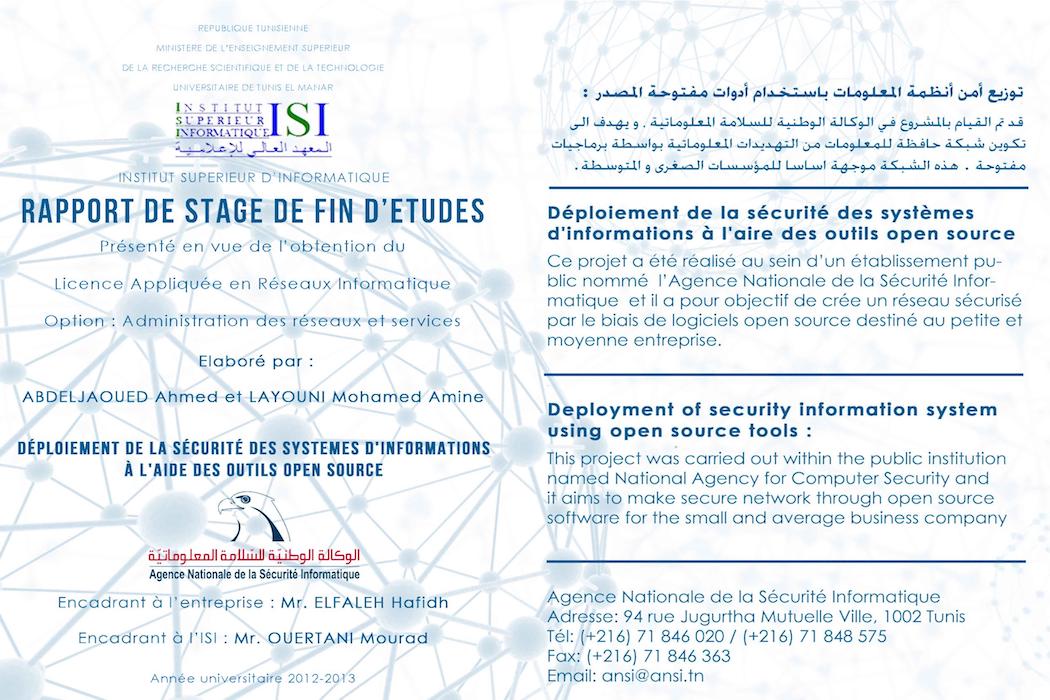 REPUBLIQUE TUNISIENNE
MINISTERE DE L'ENSEIGNEMENT SUPERIEUR
DE LA RECHERCHE SCIENTIFIQUE ET DE LA TECHNOLOGIE
UNIVERSITAIRE DE TUNIS EL MANAR
INSTITUT
SUPERIEUR
INFORMATIQUE
ISI
المعهد العالي للإعلامية
INSTITUT SUPERIEUR D'INFORMATIQUE
RAPPORT DE STAGE DE FIN D'ETUDES
Présenté en vue de l'obtention du
Licence Appliquée en Réseaux Informatique
Option : Administration des réseaux et services
Elaboré par :
ABDELJAOUED Ahmed et LAYOUNI Mohamed Amine
DÉPLOIEMENT DE LA SÉCURITÉ DES SYSTEMES D'INFORMATIONS
À L'AIDE DES OUTILS OPEN SOURCE
الوكالة الوطنية للسلامة المعلوماتية
Agence Nationale de la Sécurité Informatique
Encadrant à l'entreprise : Mr. ELFALEH Hafidh
Encadrant à l'ISI : Mr. OUERTANI Mourad
Année universitaire 2012-2013
توزيع أمن أنظمة المعلومات باستخدام أدوات مفتوحة المصدر :
قد تم القيام بالمشروع في الوكالة الوطنية للسلامة المعلوماتية . و يهدف الى
تكوين شبكة حافظة للمعلومات من التهديدات المعلوماتية بواسطة برماجيات
مفتوحة . هذه الشبكة موجهة اساسا للمؤسسات الصغرى و المتوسطة .
Déploiement de la sécurité des systèmes
d'informations à l'aire des outils open source
Ce projet a été réalisé au sein d'un établissement pu-
blic nommé l'Agence Nationale de la Sécurité Infor-
matique et il a pour objectif de crée un réseau sécurisé
par le biais de logiciels open source destiné au petite et
moyenne entreprise.
Deployment of security information system
using open source tools :
This project was carried out within the public institution
named National Agency for Computer Security and
it aims to make secure network through open source
software for the small and average business company
Agence Nationale de la Sécurité Informatique
Adresse: 94 rue Jugurtha Mutuelle Ville, 1002 Tunis
Tél: (+216) 71 846 020 / (+216) 71 848 575
Fax: (+216) 71 846 363
Email: ansi@ansi.tn